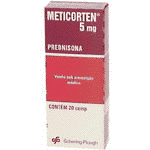 METICORTEN
5 mg
PREDNISONA
Venda sob prescrição
médica
CONTÉM 20 comp
Schering-Plough